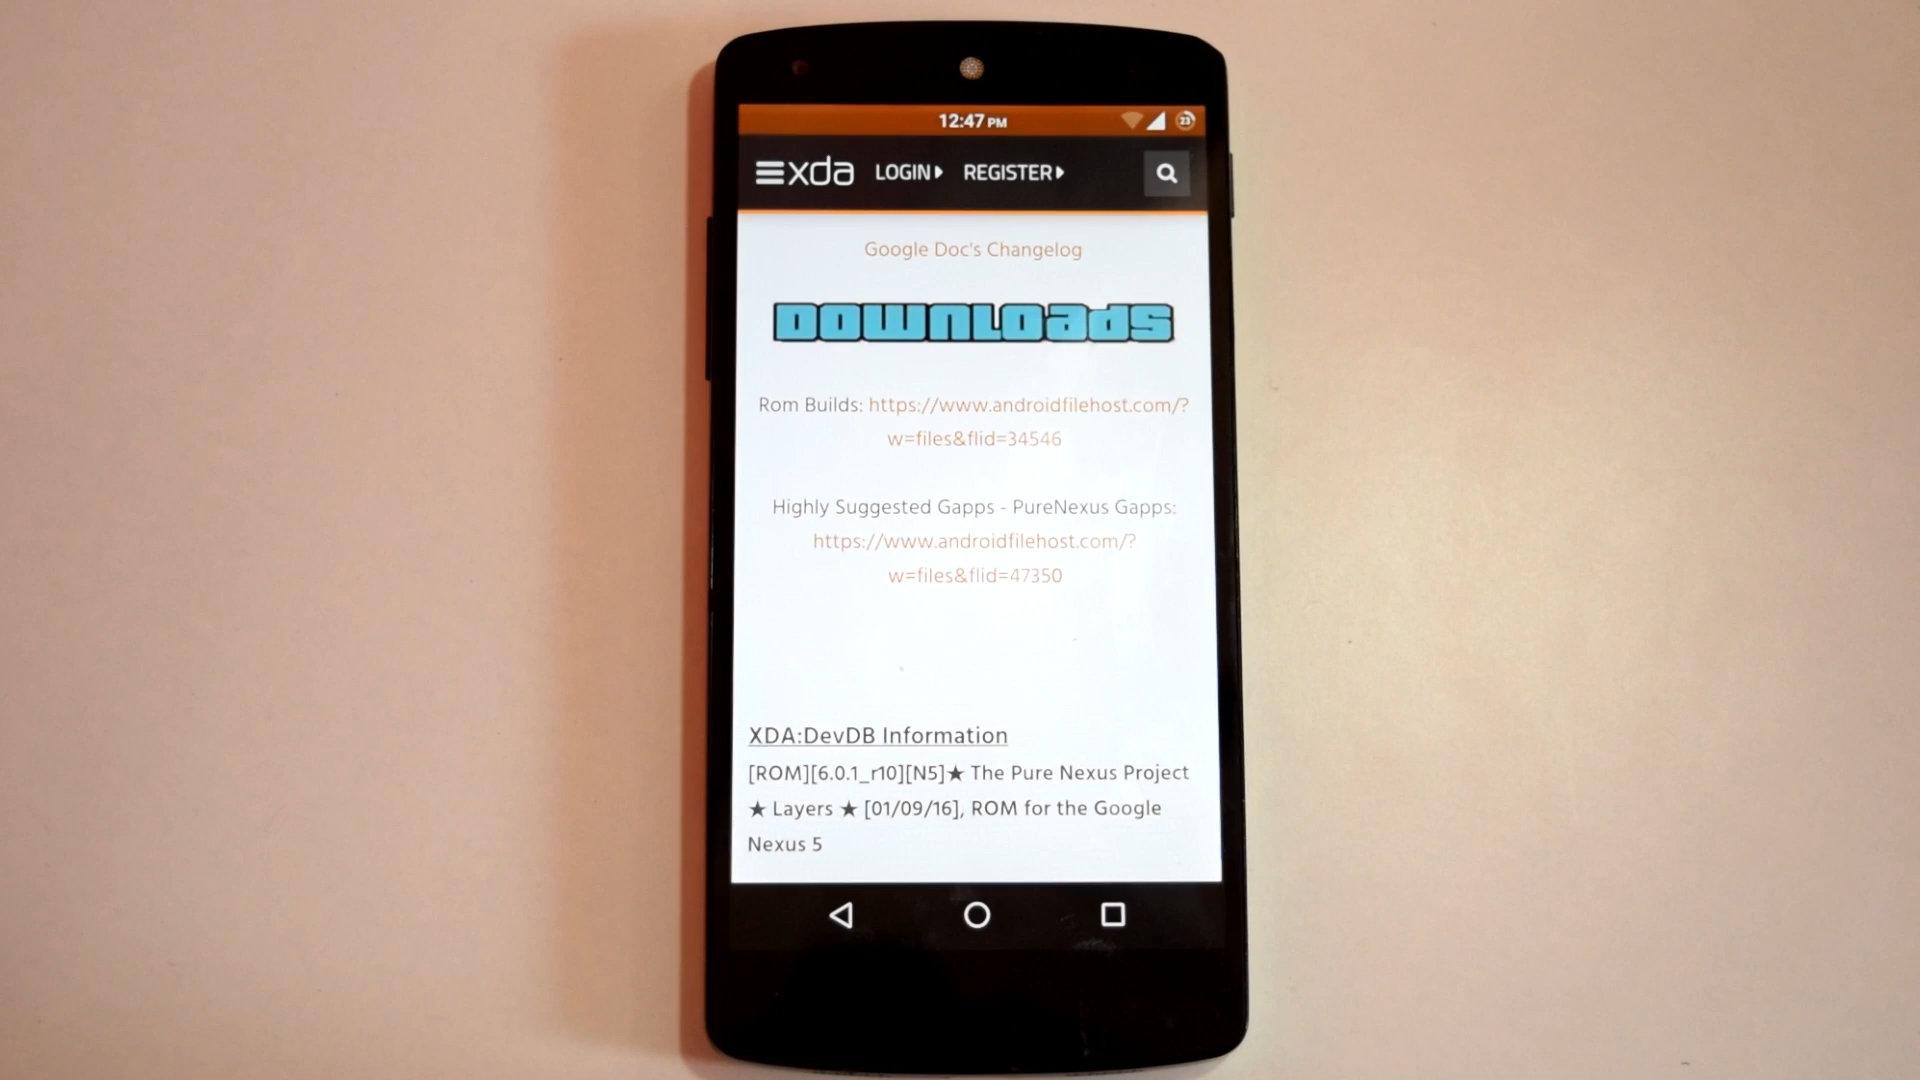 12:47 PM
23
xda LOGIN REGISTER
Google Doc's Changelog
DOWNLOADS
Rom Builds: https://www.androidfilehost.com/?
w=files&flid=34546
Highly Suggested Gapps - PureNexus Gapps:
https://www.androidfilehost.com/?
w=files&flid=47350
XDA:DevDB Information
[ROM][6.0.1_r10][N5]★ The Pure Nexus Project
★ Layers ★ [01/09/16], ROM for the Google
Nexus 5